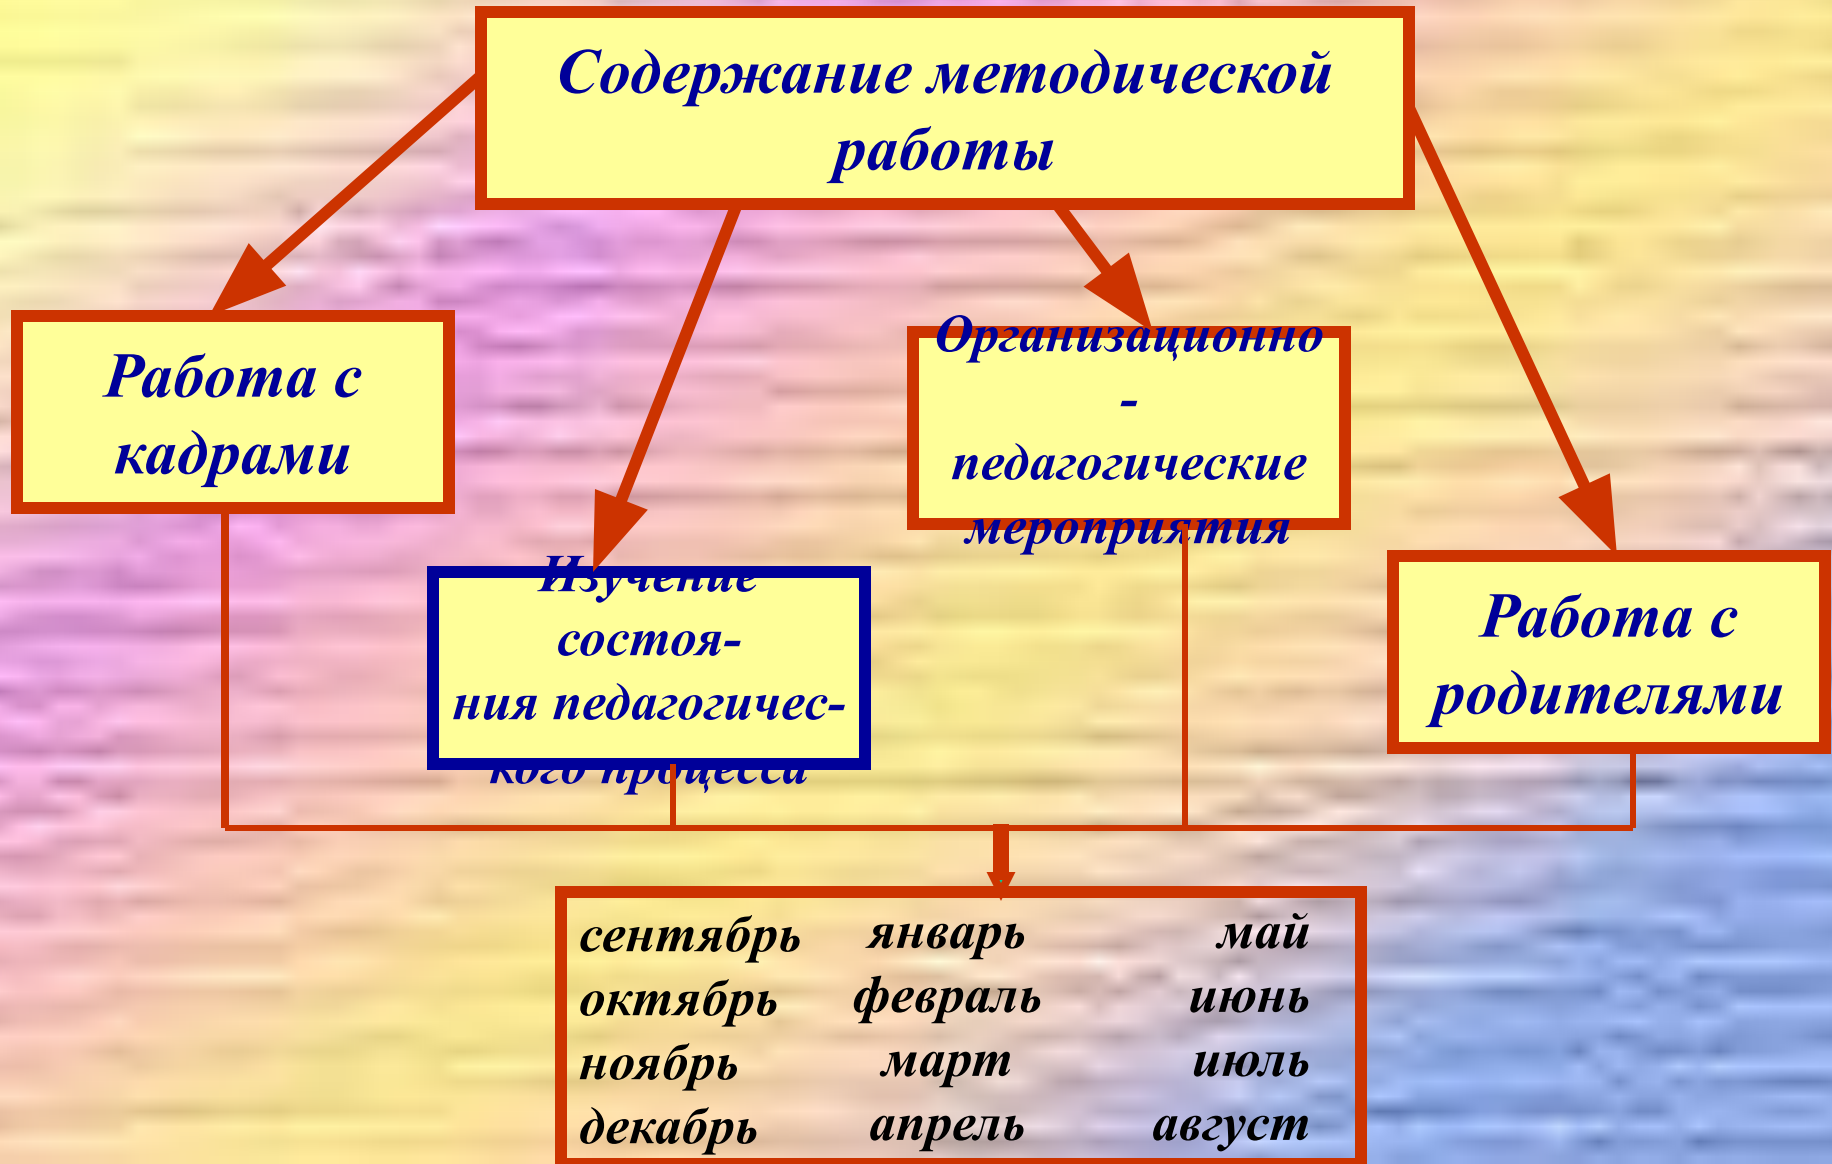 Содержание методической
работы
Работа с
кадрами
Организационно
-
педагогические
мероприятия
Изучение
состоя-
ния педагогичес-
кого процесса
Работа с
родителями
сентябрь
октябрь
ноябрь
декабрь
январь
февраль
март
апрель
май
июнь
июль
август